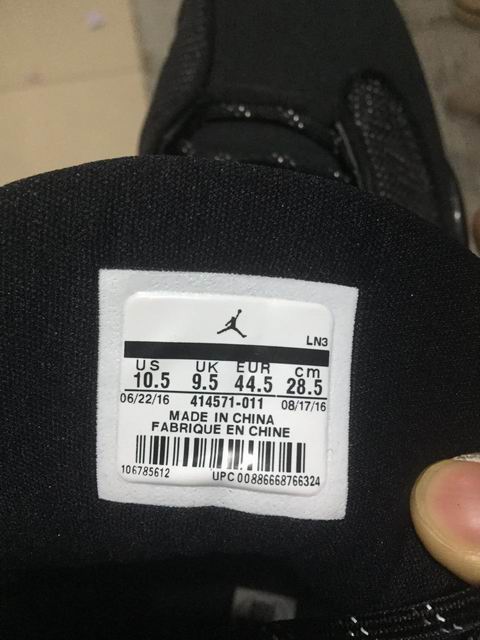 LN3
US UK EUR cm
10.5 9.5 44.5 28.5
06/22/16 414571-011 08/17/16
MADE IN CHINA
FABRIQUE EN CHINE
106785612 UPC 00886668766324